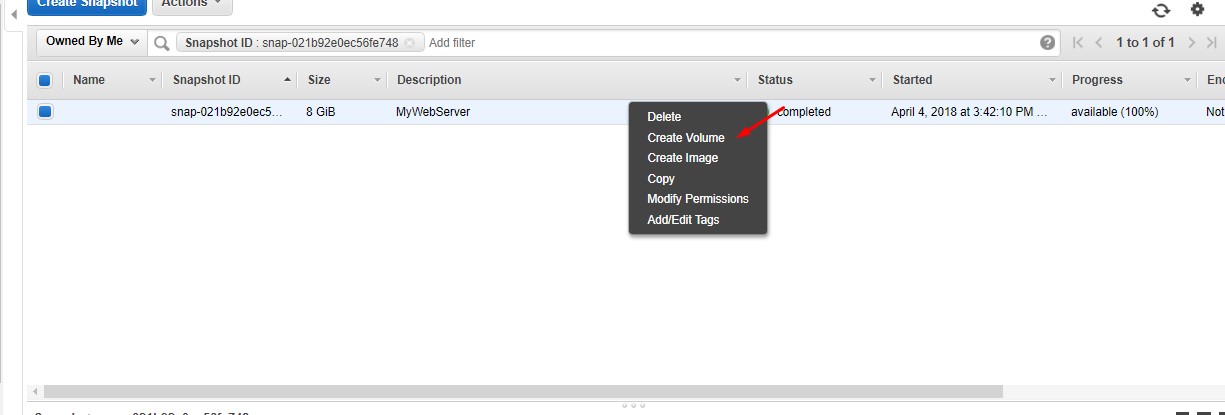 Create Snapshot Actions
Owned By Me Snapshot ID : snap-021b92e0ec56fe748 Add filter 1 to 1 of 1
Name Snapshot ID Size Description Status Started Progress
snap-021b92e0ec5... 8 GiB MyWebServer completed April 4, 2018 at 3:42:10 PM ... available (100%) Not
Delete
Create Volume
Create Image
Copy
Modify Permissions
Add/Edit Tags